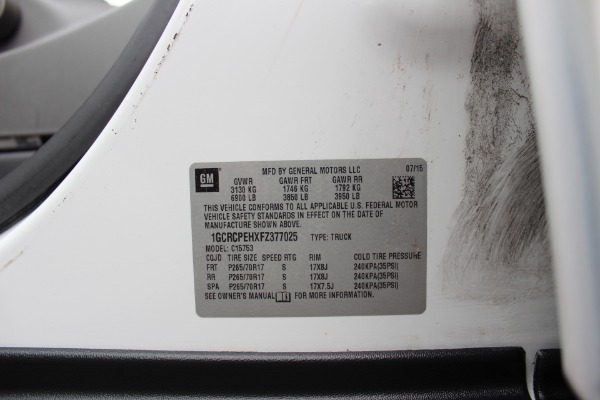 GM MFD BY GENERAL MOTORS LLC 07/15
GVWR GAWR FRT GAWR RR
3130 KG 1746 KG 1792 KG
6900 LB 3850 LB 3950 LB
THIS VEHICLE CONFORMS TO ALL APPLICABLE U.S. FEDERAL MOTOR
VEHICLE SAFETY STANDARDS IN EFFECT ON THE DATE OF
MANUFACTURE SHOWN ABOVE.
1GCRCPEHXFZ377025 TYPE: TRUCK
MODEL: C15753
COLD TIRE SIZE SPEED RTG RIM COLD TIRE PRESSURE
FRT P265/70R17 S 17X8J 240KPA(35PSI)
RR P265/70R17 S 17X8J 240KPA(35PSI)
SPA P265/70R17 S 17X7.5J 240KPA(35PSI)
SEE OWNER'S MANUAL FOR MORE INFORMATION.